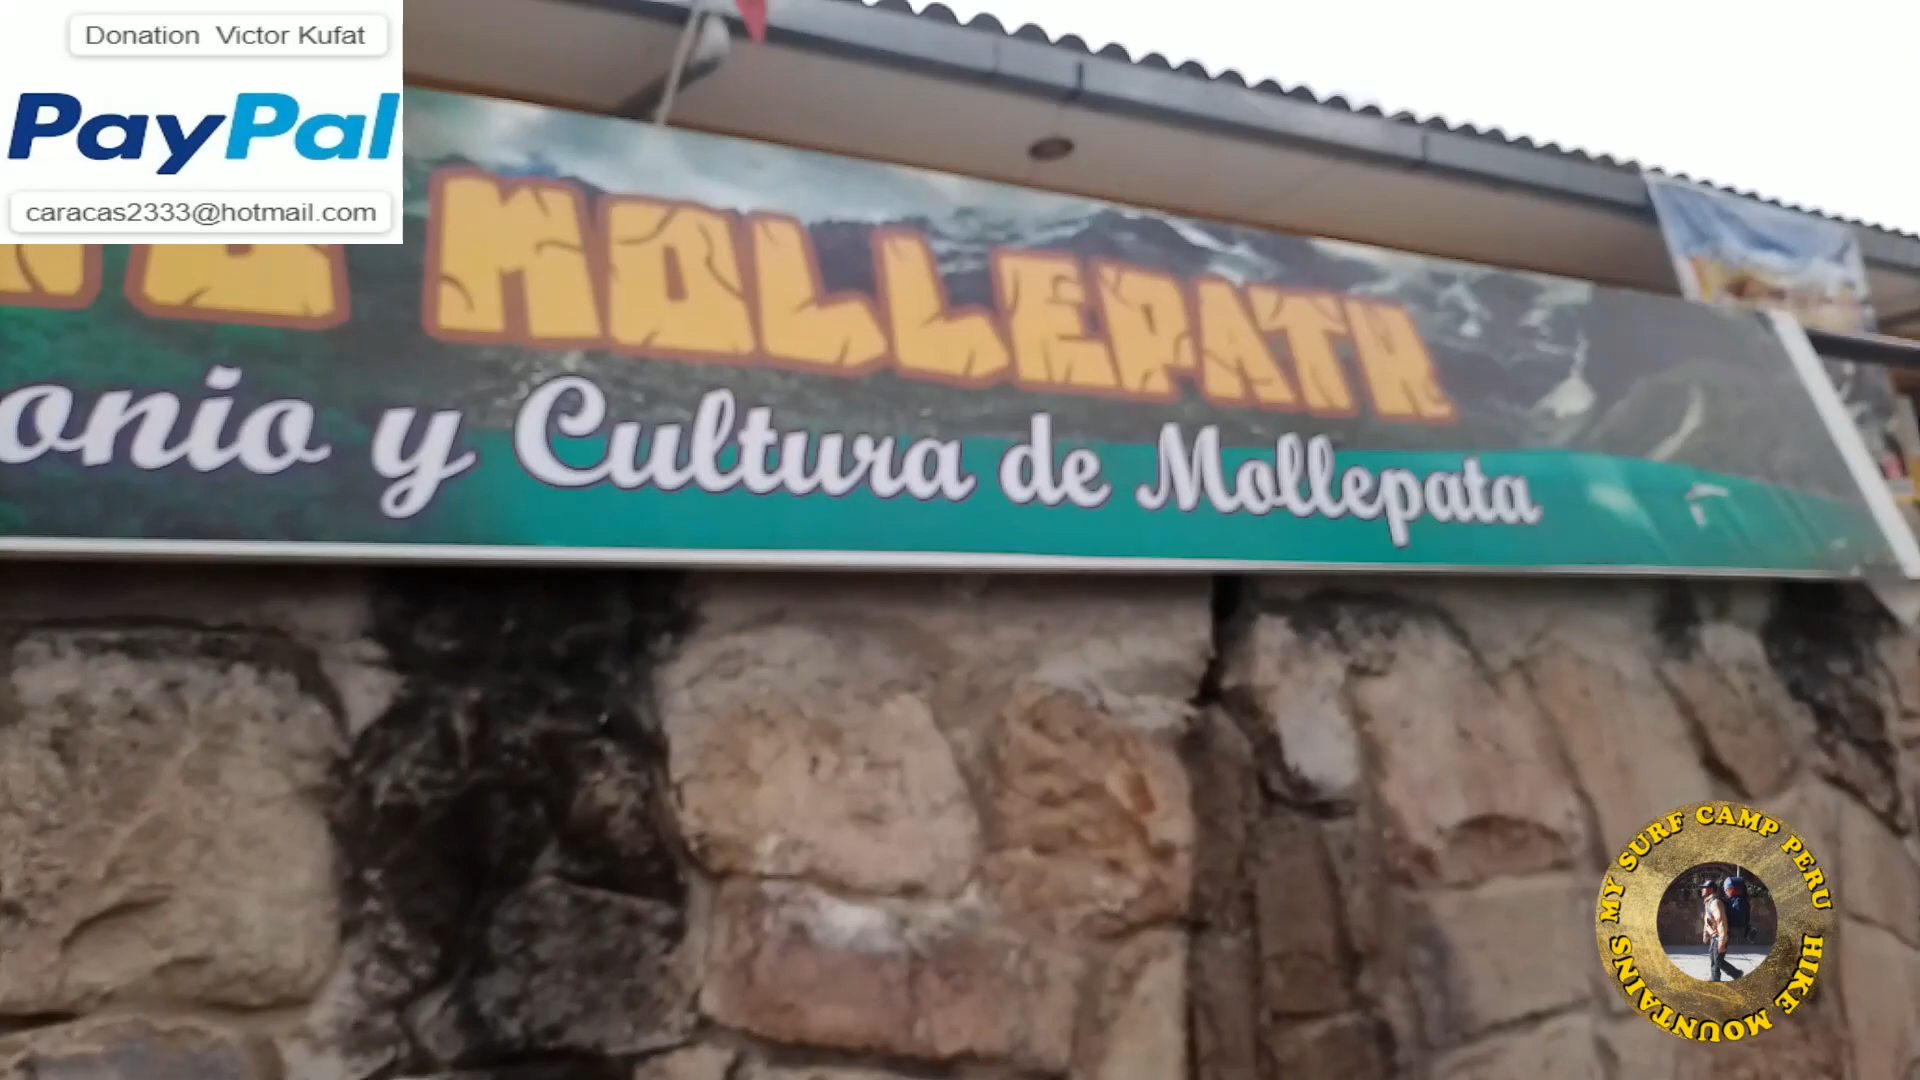 Donation Victor Kufat
PayPal
caracas2333@hotmail.com
MOLLEPATA
onio y Cultura de Mollepata
MY SURF CAMP PERU HIKE MOUNTAINS